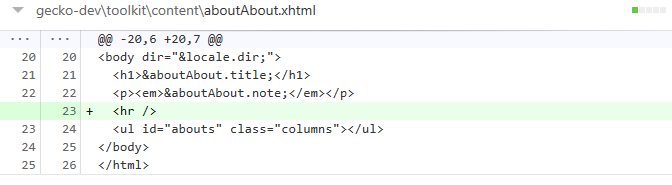 gecko-dev\toolkit\content\aboutAbout.xhtml
... ... @@ -20,6 +20,7 @@
20 20 <body dir="&locale.dir;">
21 21 <h1>&aboutAbout.title;</h1>
22 22 <p><em>&aboutAbout.note;</em></p>
23 + <hr />
23 24 <ul id="abouts" class="columns"></ul>
24 25 </body>
25 26 </html>